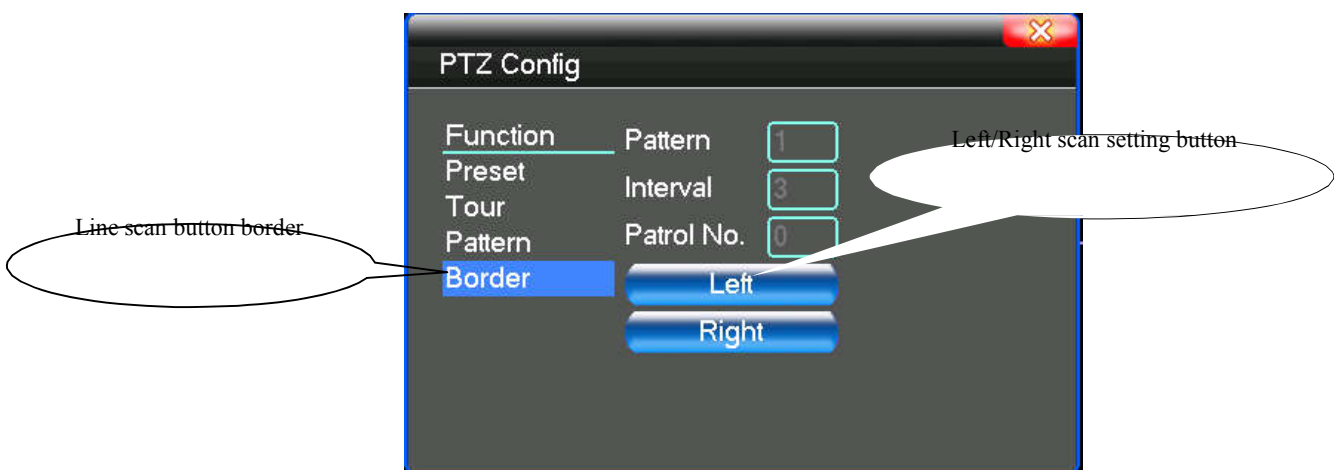 PTZ Config
Function
Preset
Tour
Pattern
Border
Pattern 1
Interval 3
Patrol No. 0
Left
Right
Line scan button border
Left/Right scan setting button